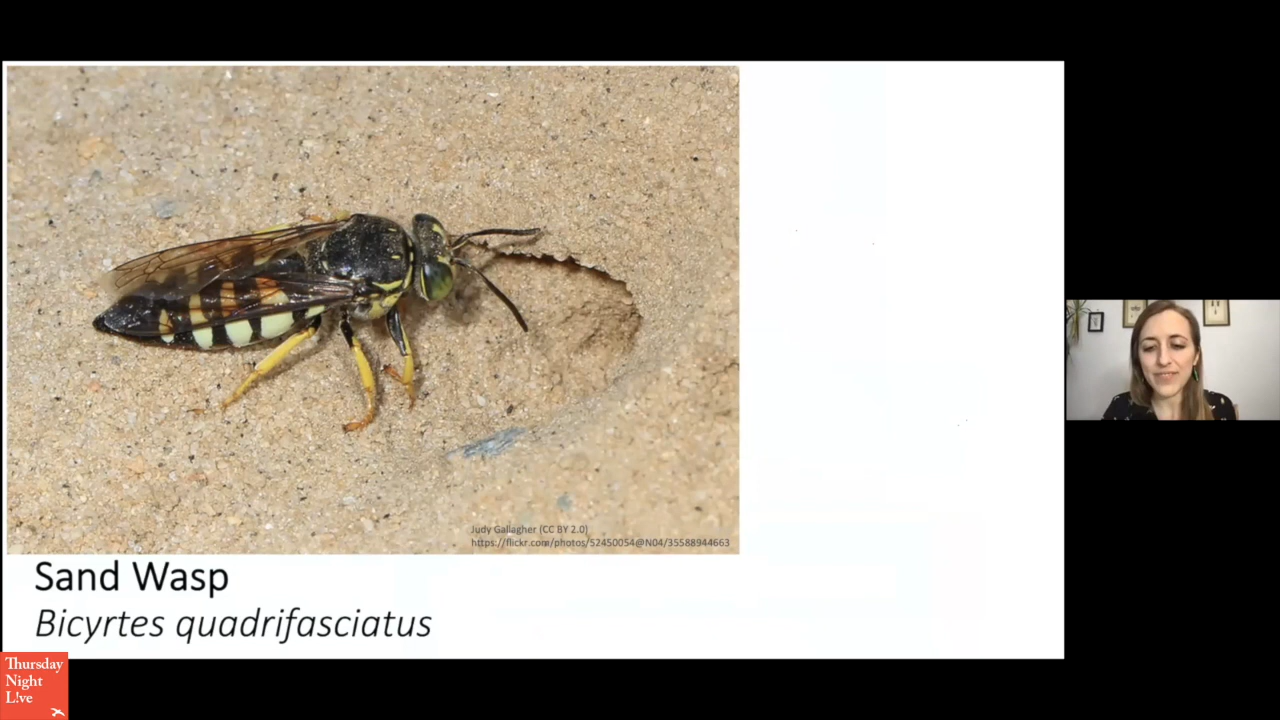 Judy Gallagher (CC BY 2.0)
https://flickr.com/photos/52450054@N04/35588944663
Sand Wasp
Bicyrtes quadrifasciatus
Thursday
Night
L!ve